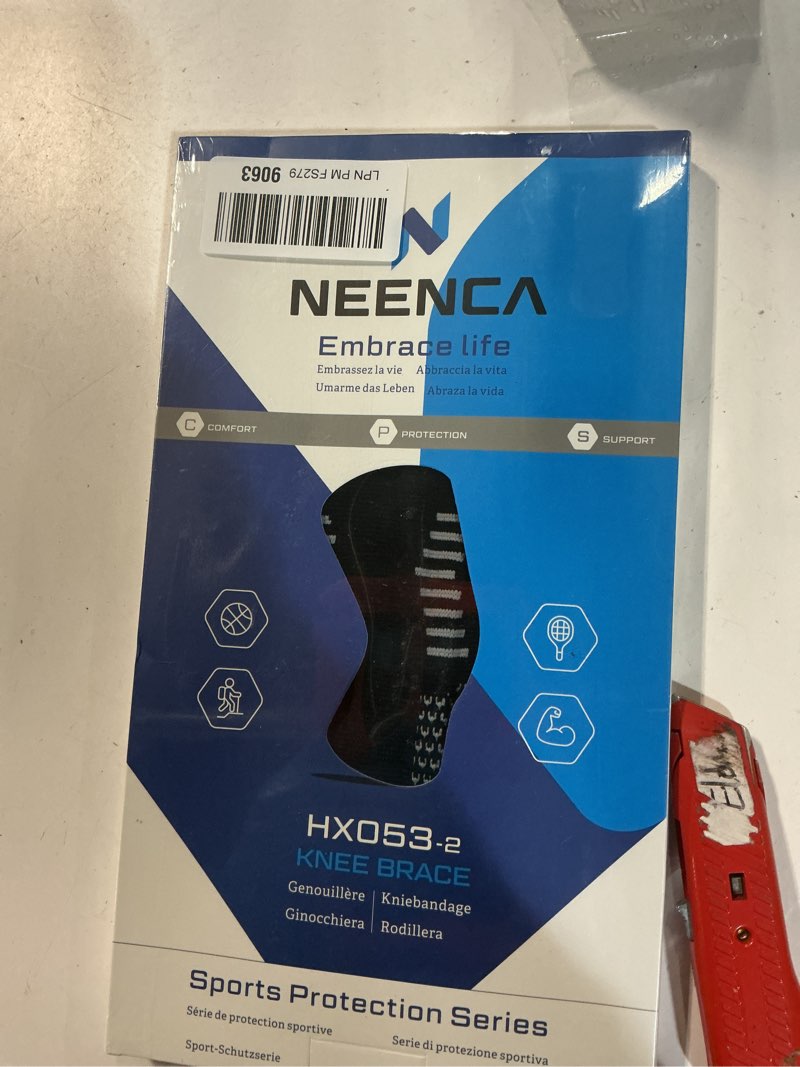 LPN PM FS279 9063
NEENCA
Embrace life
Embrassez la vie Abbraccia la vita
Umarme das Leben Abraza la vida
C COMFORT P PROTECTION S SUPPORT
HX053-2
KNEE BRACE
Genouillère Kniebandage
Ginocchiera Rodillera
Sports Protection Series
Série de protection sportive Serie di protezione sportiva
Sport-Schutzserie